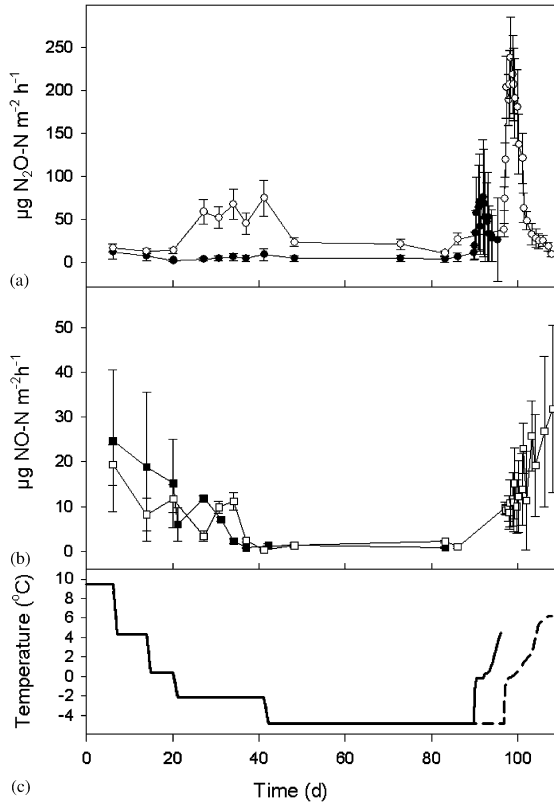 250
200
150
100
50
0
µg N₂O-N m⁻² h⁻¹
(a)
50
40
30
20
10
0
µg NO-N m⁻²h⁻¹
(b)
10
8
6
4
2
0
-2
-4
Temperature (°C)
0 20 40 60 80 100
Time (d)
(c)